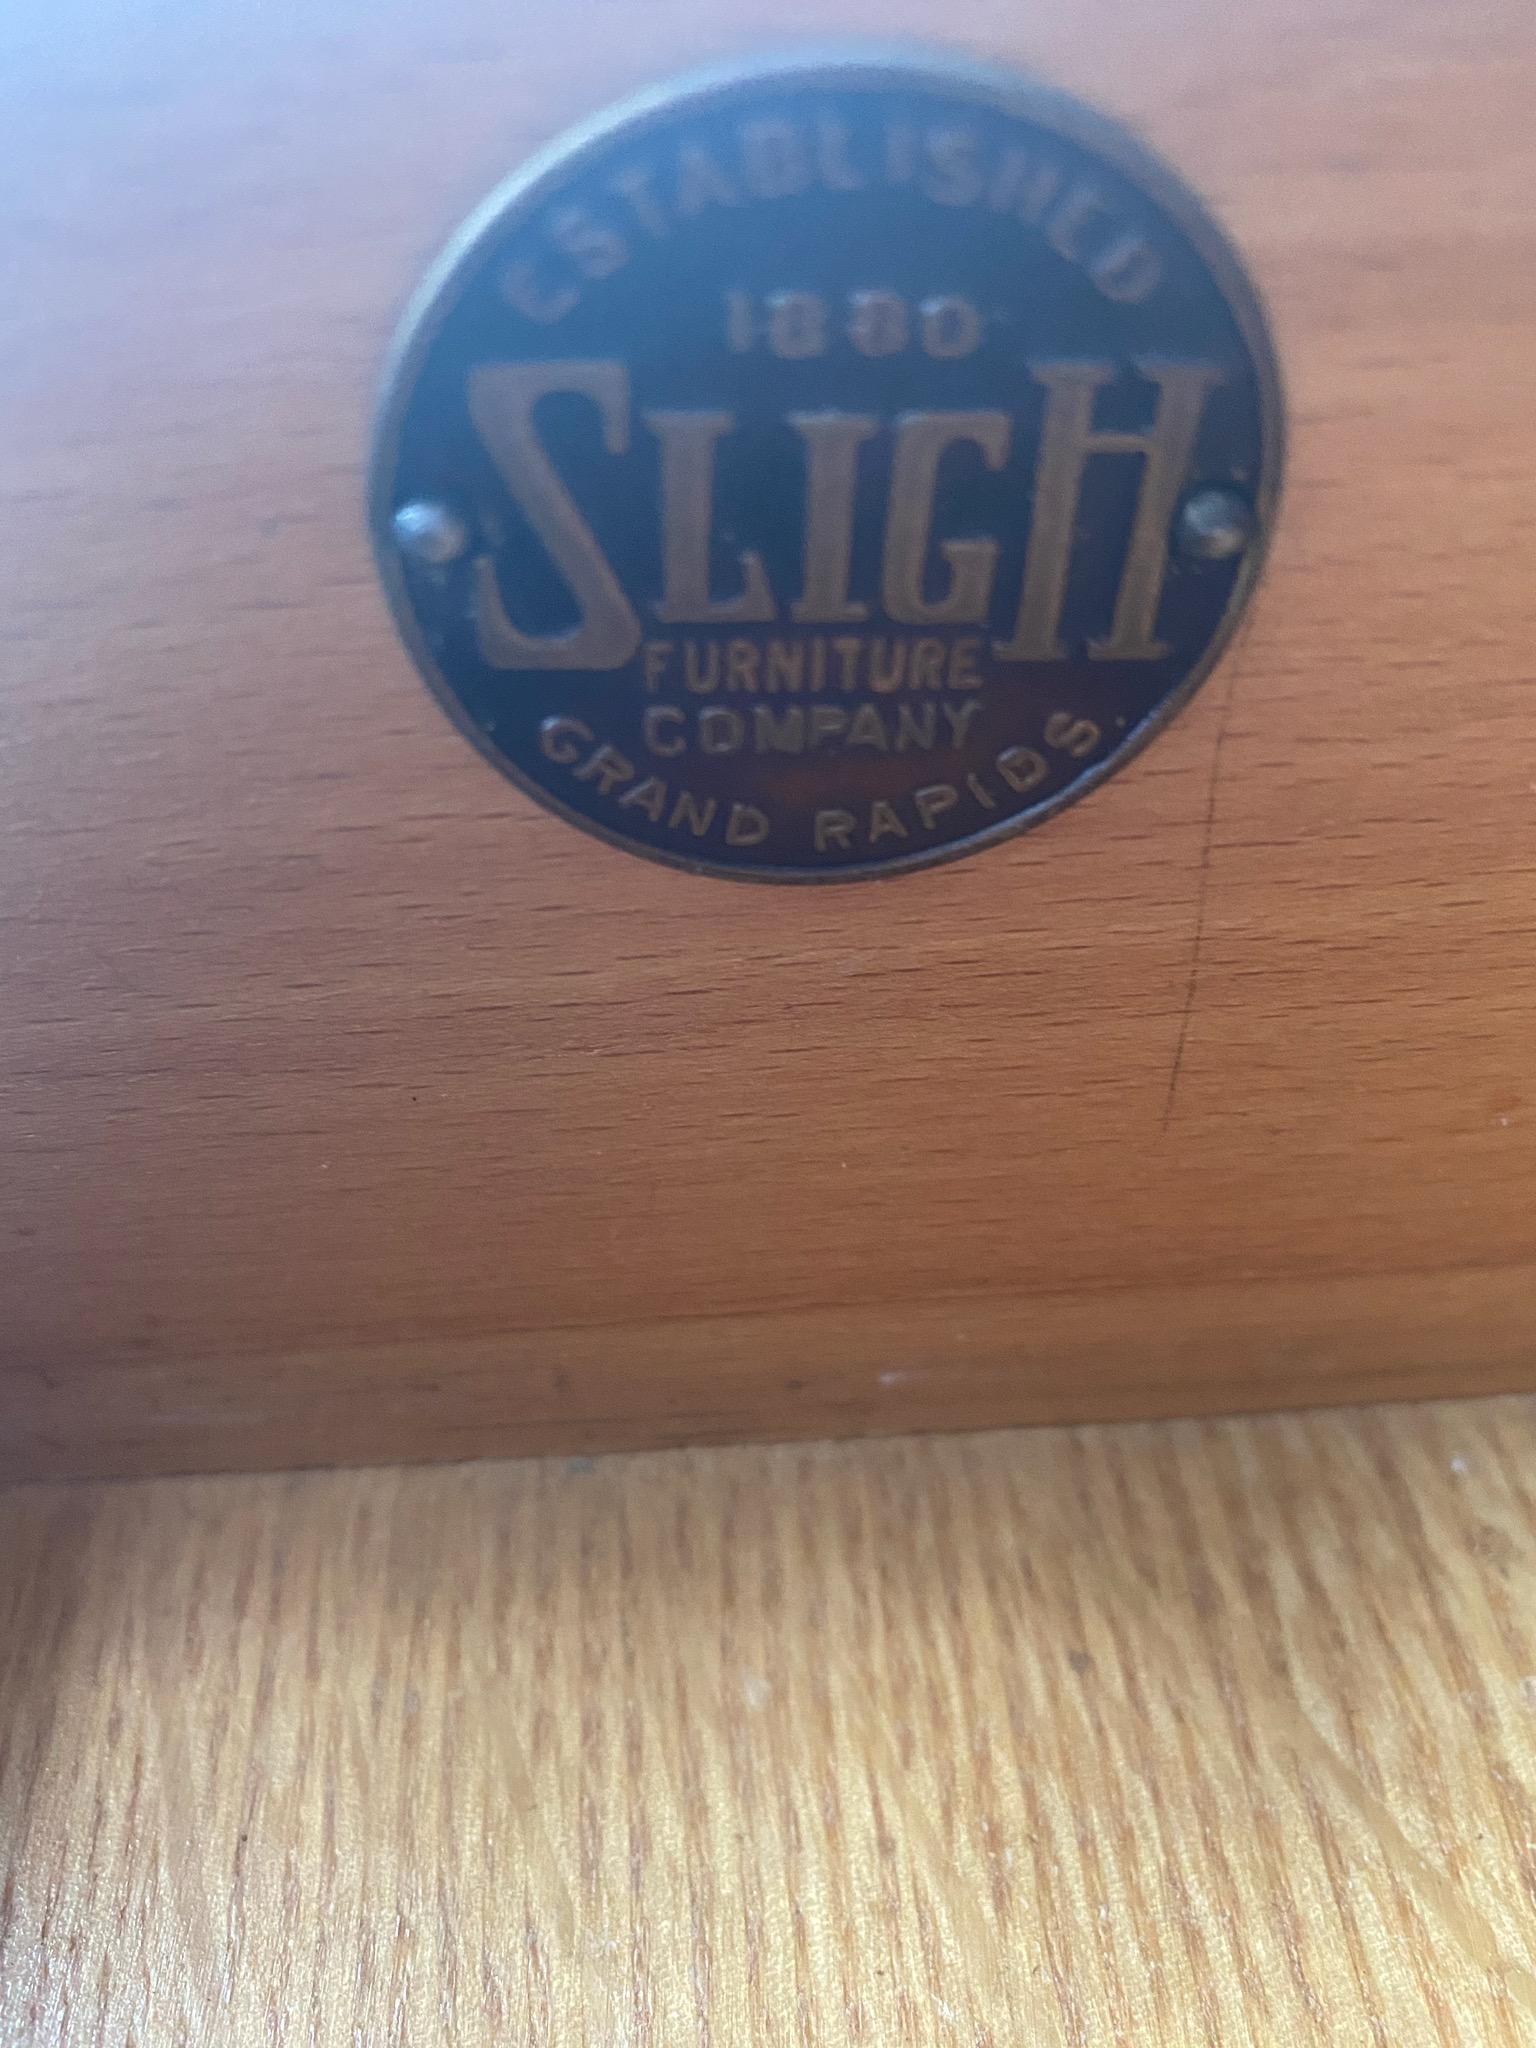 ESTABLISHED
1880
SLIGH
FURNITURE
COMPANY
GRAND RAPIDS.